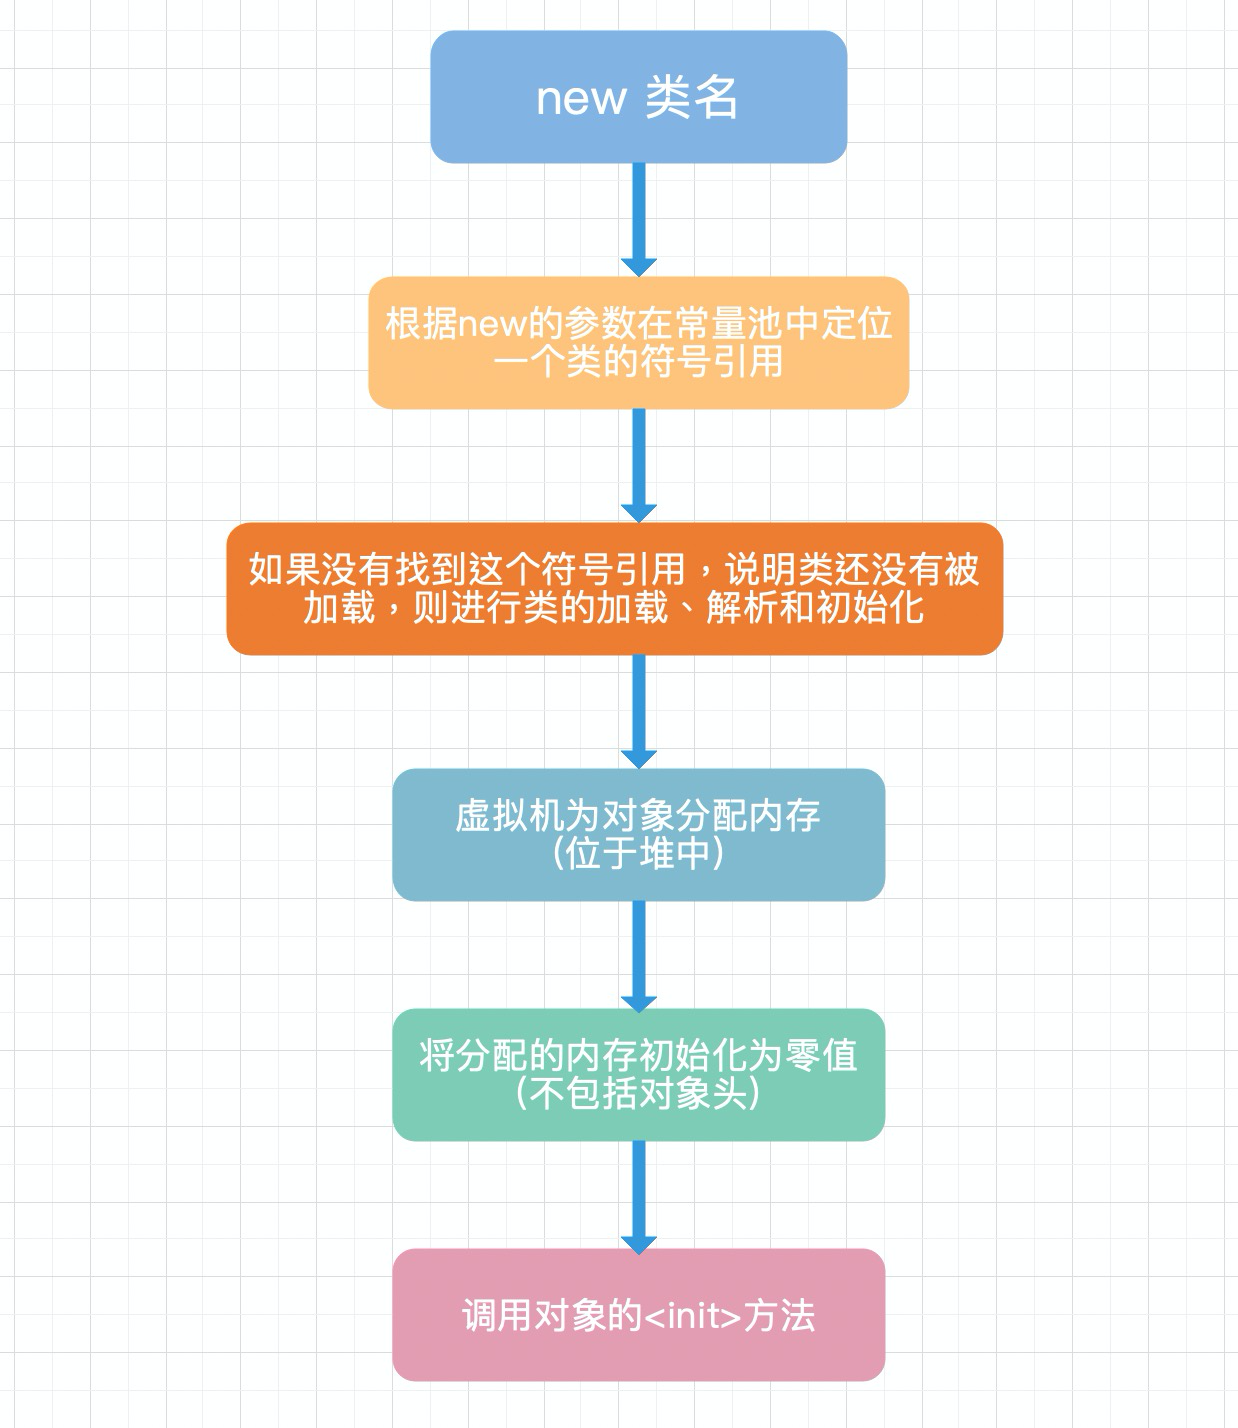 new 类名
根据new的参数在常量池中定位
一个类的符号引用
如果没有找到这个符号引用，说明类还没有被
加载，则进行类的加载、解析和初始化
虚拟机为对象分配内存
(位于堆中)
将分配的内存初始化为零值
(不包括对象头)
调用对象的<init>方法